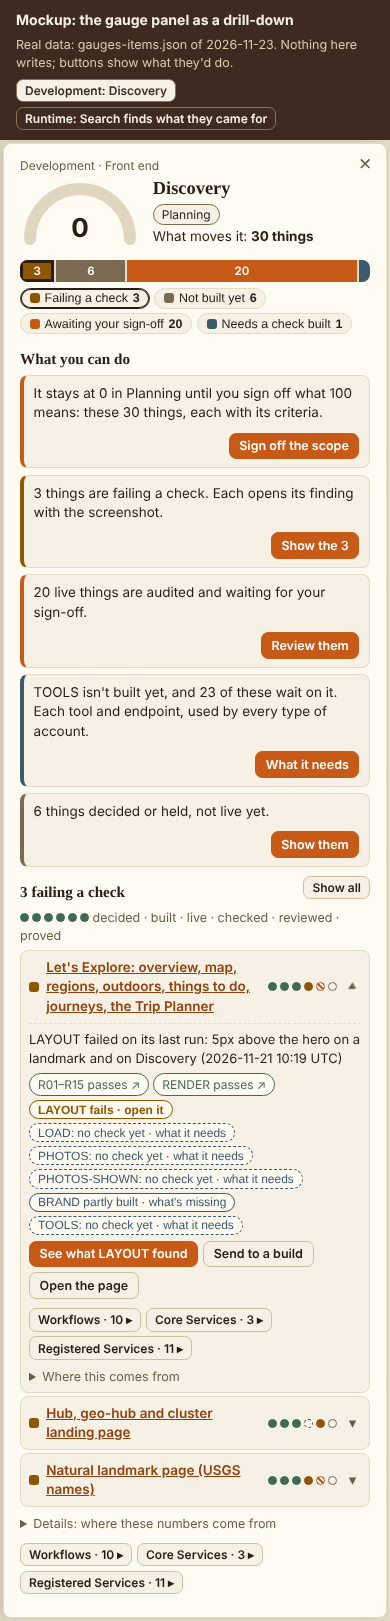 Mockup: the gauge panel as a drill-down
Real data: gauges-items.json of 2026-11-23. Nothing here
writes; buttons show what they'd do.
Development: Discovery
Runtime: Search finds what they came for
Development · Front end
✕
0
Discovery
Planning
What moves it: 30 things
3
6
20
Failing a check 3
Not built yet 6
Awaiting your sign-off 20
Needs a check built 1
What you can do
It stays at 0 in Planning until you sign off what 100
means: these 30 things, each with its criteria.
Sign off the scope
3 things are failing a check. Each opens its finding
with the screenshot.
Show the 3
20 live things are audited and waiting for your
sign-off.
Review them
TOOLS isn't built yet, and 23 of these wait on it.
Each tool and endpoint, used by every type of
account.
What it needs
6 things decided or held, not live yet.
Show them
3 failing a check
Show all
decided · built · live · checked · reviewed ·
proved
Let's Explore: overview, map,
regions, outdoors, things to do,
journeys, the Trip Planner
▲
LAYOUT failed on its last run: 5px above the hero on a
landmark and on Discovery (2026-11-21 10:19 UTC)
R01–R15 passes ↗
RENDER passes ↗
LAYOUT fails · open it
LOAD: no check yet · what it needs
PHOTOS: no check yet · what it needs
PHOTOS-SHOWN: no check yet · what it needs
BRAND partly built · what's missing
TOOLS: no check yet · what it needs
See what LAYOUT found
Send to a build
Open the page
Workflows · 10 ▸
Core Services · 3 ▸
Registered Services · 11 ▸
▶ Where this comes from
Hub, geo-hub and cluster
landing page
▼
Natural landmark page (USGS
names)
▼
▶ Details: where these numbers come from
Workflows · 10 ▸
Core Services · 3 ▸
Registered Services · 11 ▸